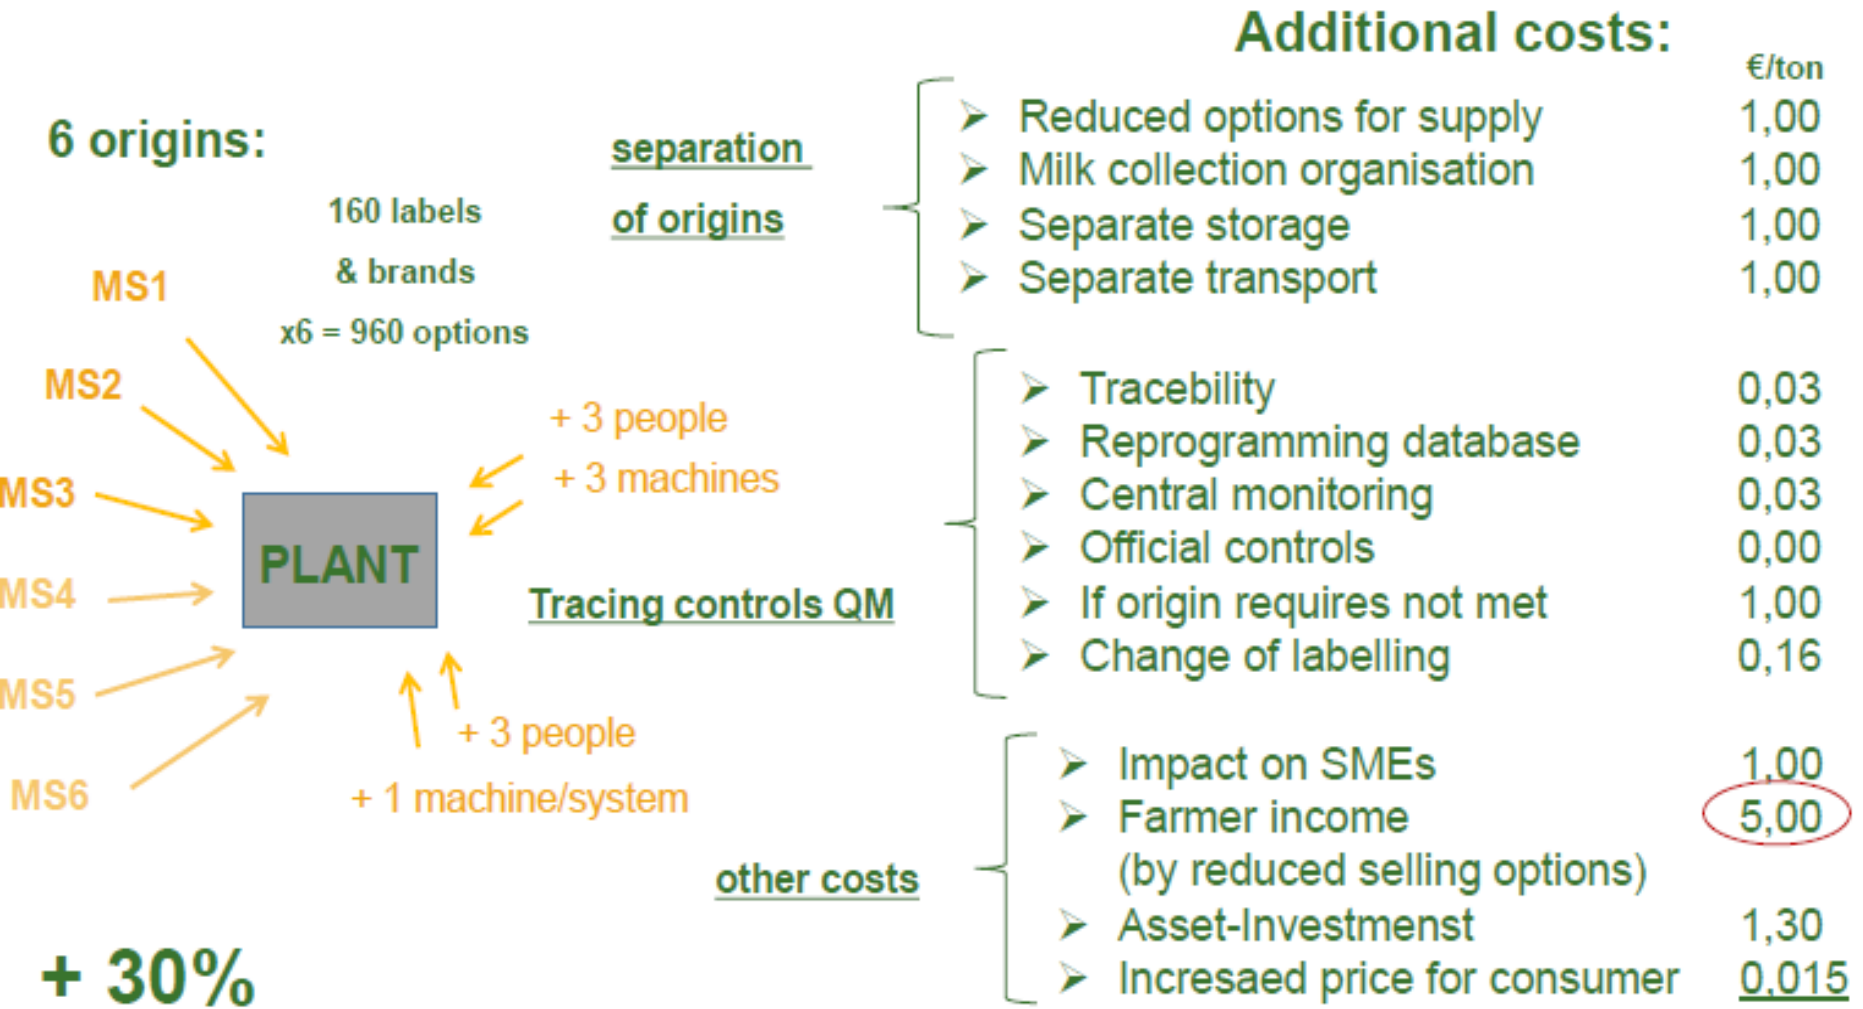 Additional costs:
€/ton
6 origins:
160 labels
& brands
x6 = 960 options
MS1
MS2
MS3
MS4
MS5
MS6
PLANT
+ 3 people
+ 3 machines
+ 3 people
+ 1 machine/system
+ 30%
separation
of origins
➢ Reduced options for supply 1,00
➢ Milk collection organisation 1,00
➢ Separate storage 1,00
➢ Separate transport 1,00
Tracing controls QM
➢ Tracebility 0,03
➢ Reprogramming database 0,03
➢ Central monitoring 0,03
➢ Official controls 0,00
➢ If origin requires not met 1,00
➢ Change of labelling 0,16
other costs
➢ Impact on SMEs 1,00
➢ Farmer income 5,00
(by reduced selling options)
➢ Asset-Investmenst 1,30
➢ Incresaed price for consumer 0,015